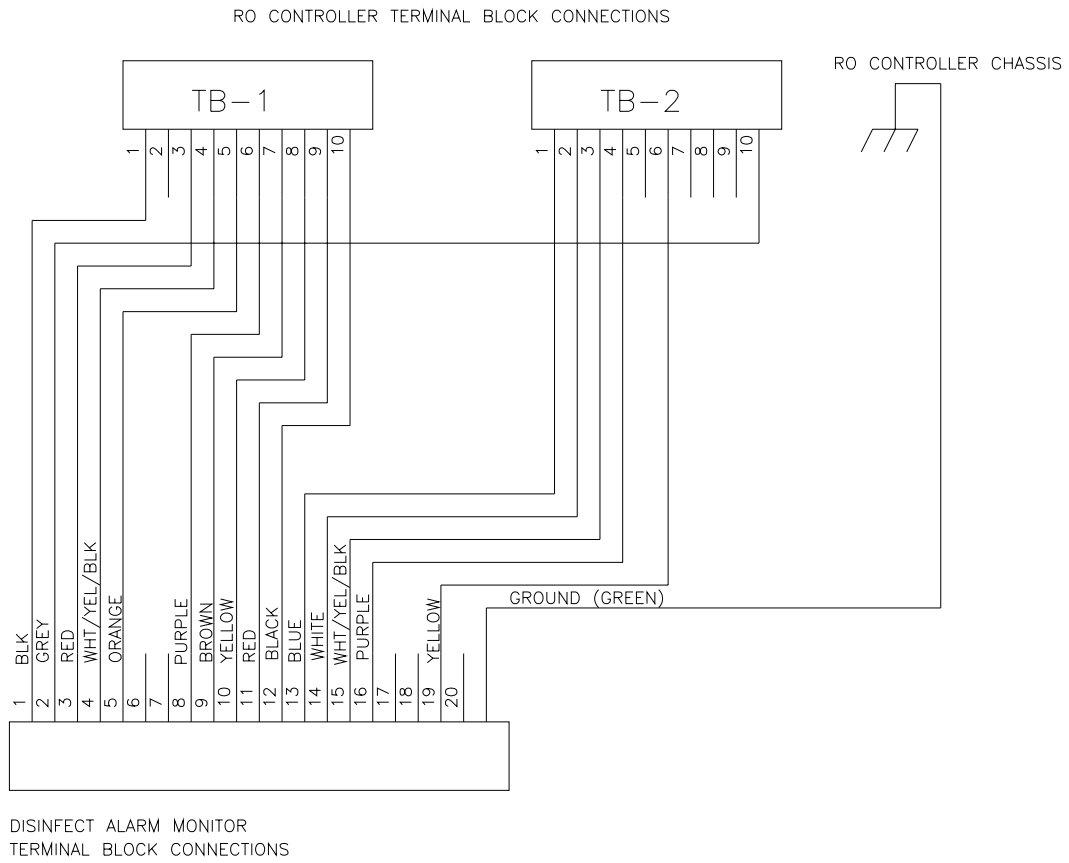 RO CONTROLLER TERMINAL BLOCK CONNECTIONS
RO CONTROLLER CHASSIS
TB-1
TB-2
1 2 3 4 5 6 7 8 9 10
1 2 3 4 5 6 7 8 9 10
GROUND (GREEN)
BLK
GREY
RED
WHT/YEL/BLK
ORANGE
PURPLE
BROWN
YELLOW
RED
BLACK
BLUE
WHITE
WHT/YEL/BLK
PURPLE
YELLOW
1 2 3 4 5 6 7 8 9 10 11 12 13 14 15 16 17 18 19 20
DISINFECT ALARM MONITOR
TERMINAL BLOCK CONNECTIONS